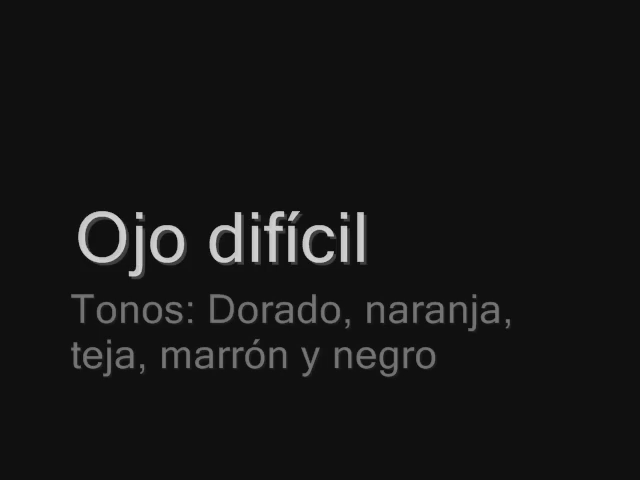 Ojo difícil
Tonos: Dorado, naranja,
teja, marrón y negro